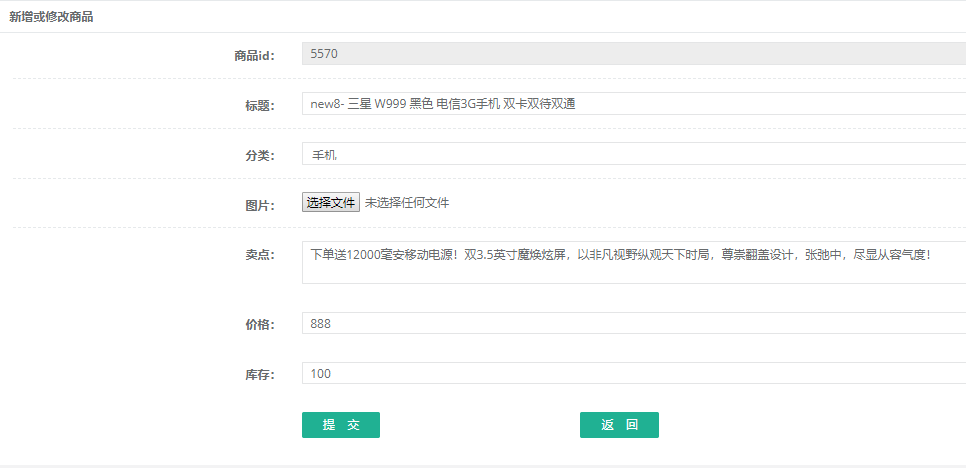 新增或修改商品
商品id： 5570
标题： new8- 三星 W999 黑色 电信3G手机 双卡双待双通
分类： 手机
图片： 选择文件 未选择任何文件
卖点： 下单送12000毫安移动电源！双3.5英寸魔焕炫屏，以非凡视野纵观天下时局，尊崇翻盖设计，张弛中，尽显从容气度！
价格： 888
库存： 100
提 交 返 回